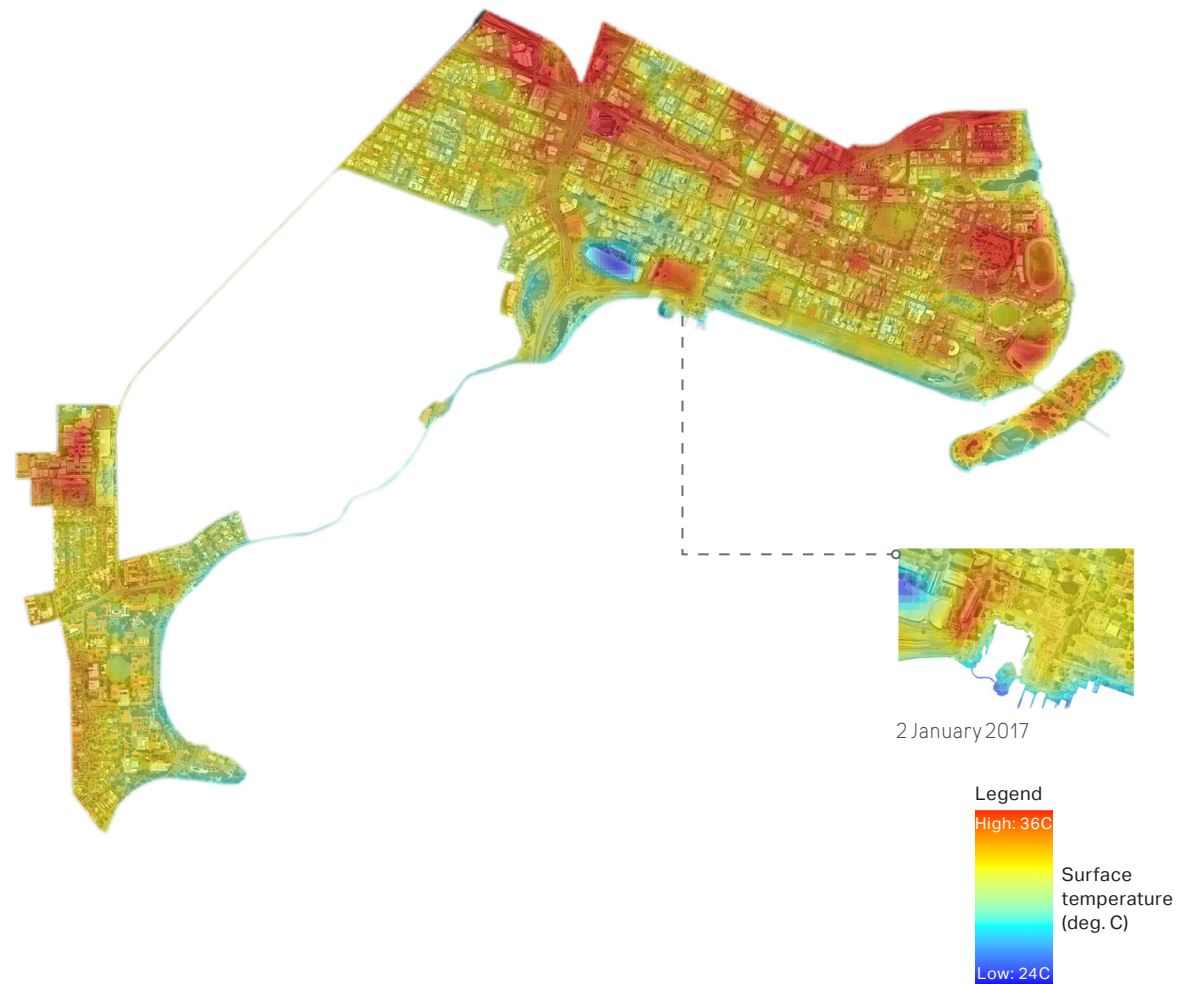 2 January 2017
Legend
High: 36C
Surface
temperature
(deg. C)
Low: 24C